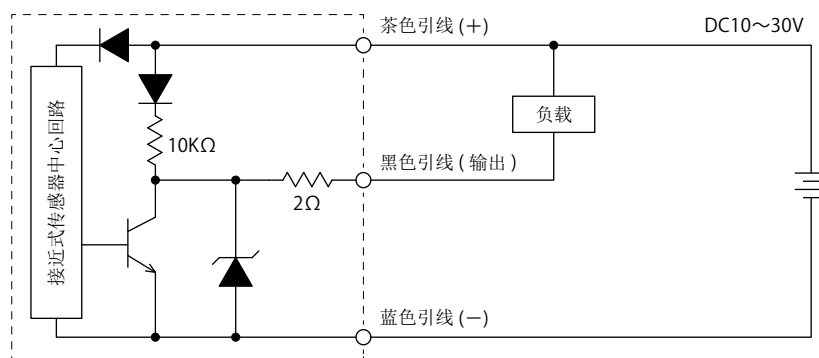 茶色引线 (+)
DC10～30V
接近式传感器中心回路
10KΩ
负载
黑色引线 ( 输出 )
2Ω
蓝色引线 (－)